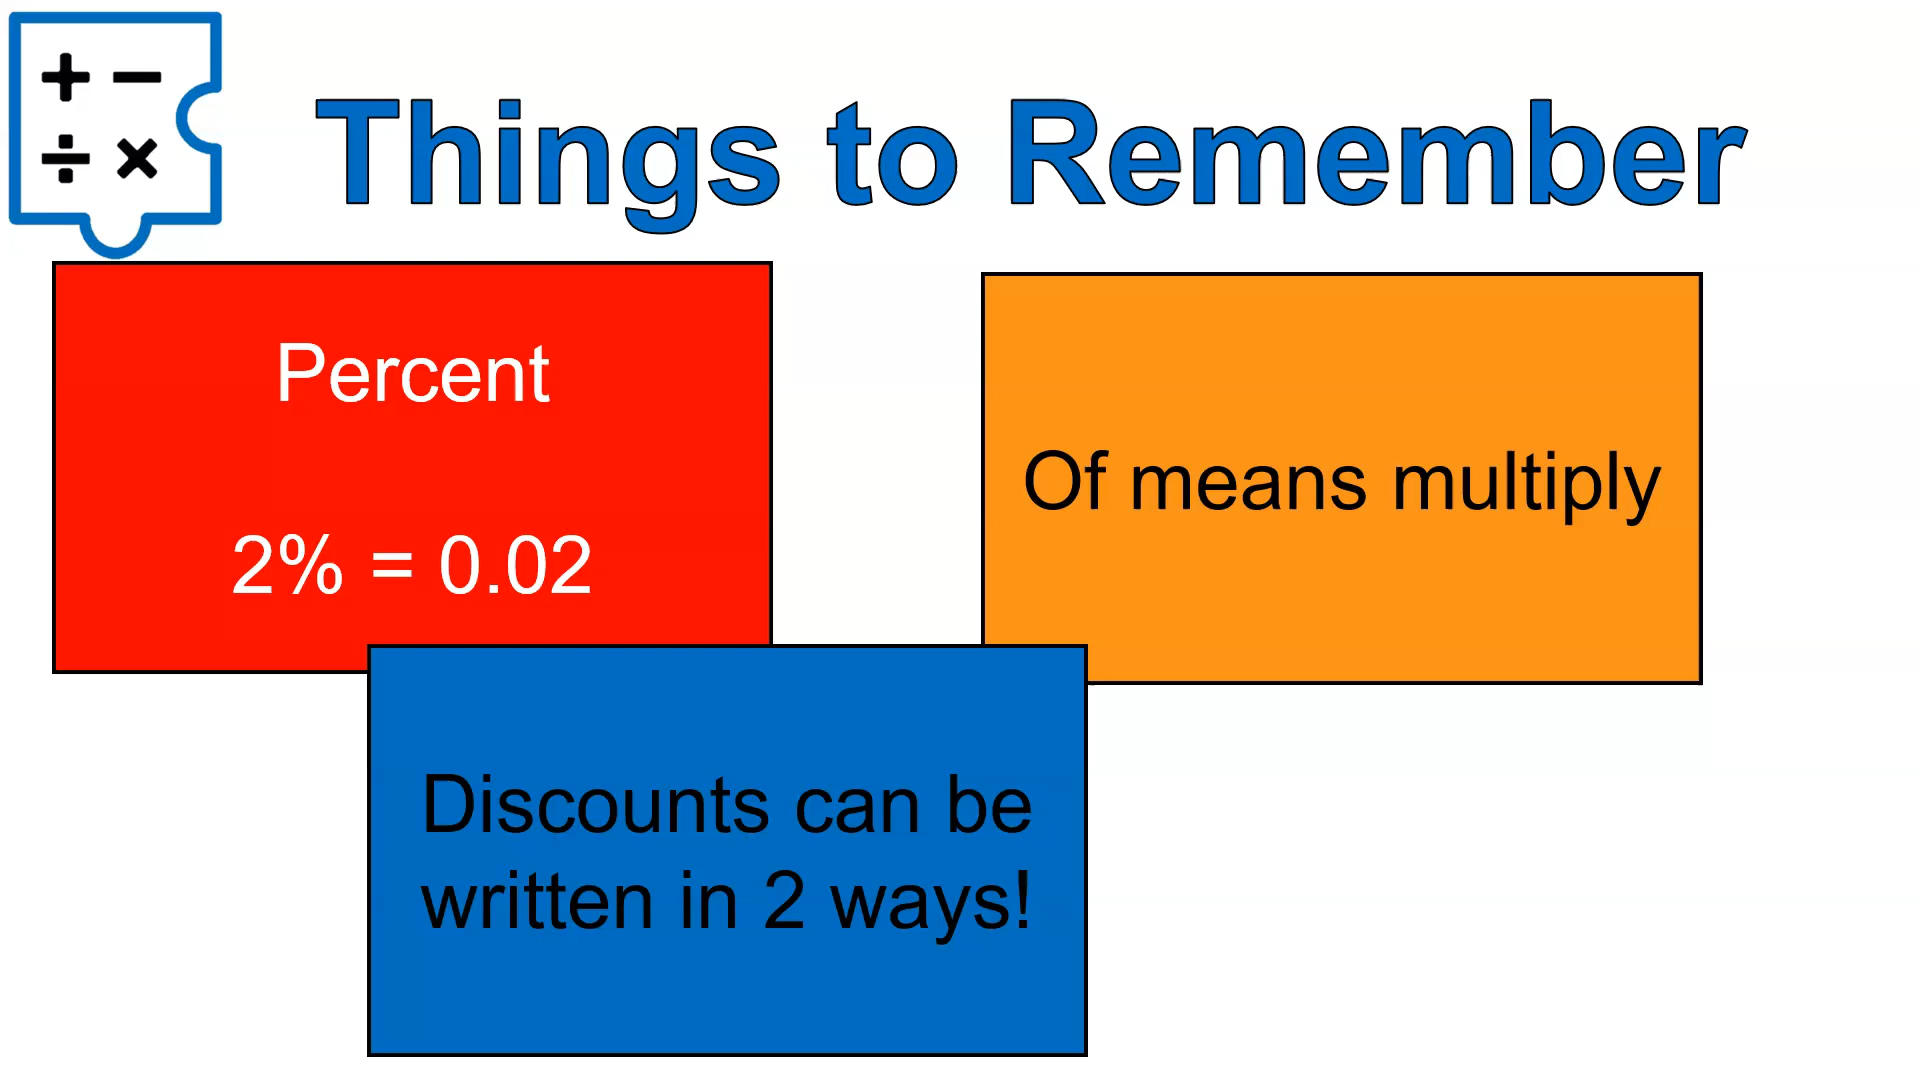 + −
÷ ×
Things to Remember
Percent
2% = 0.02
Of means multiply
Discounts can be
written in 2 ways!